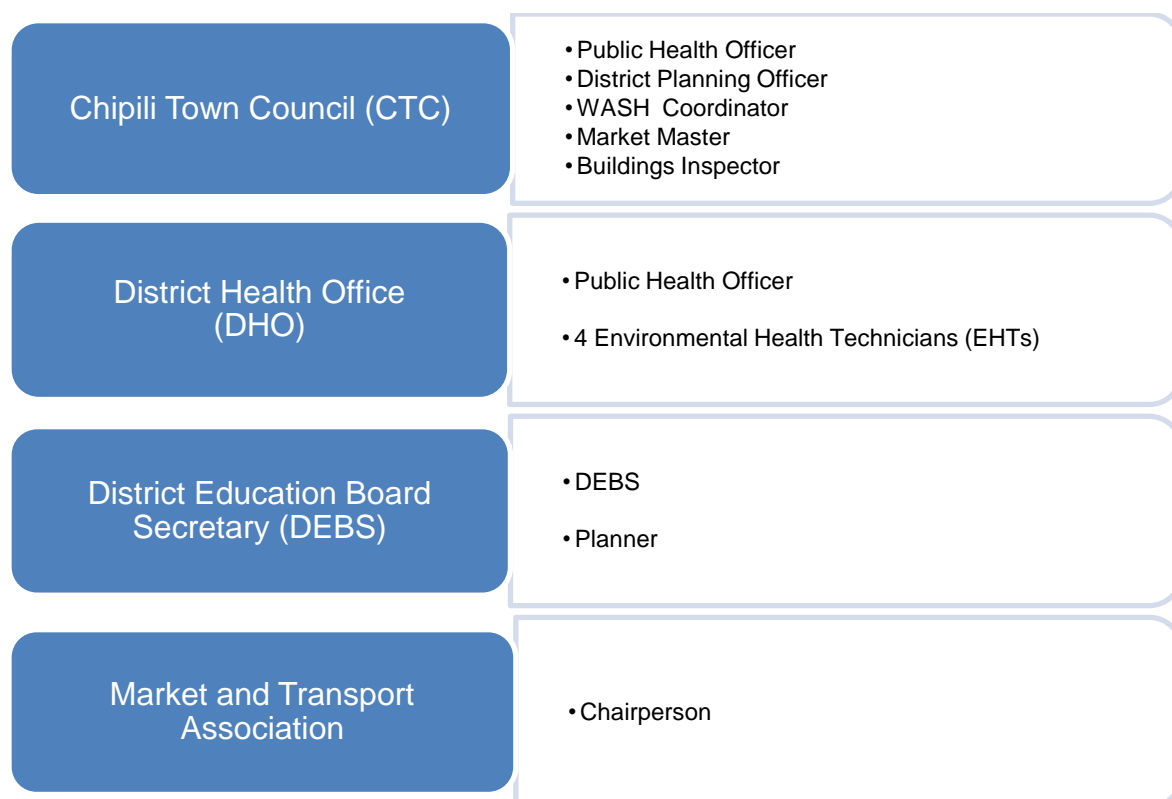 Chipili Town Council (CTC)
•Public Health Officer
•District Planning Officer
•WASH  Coordinator
•Market Master
•Buildings Inspector
District Health Office
(DHO)
•Public Health Officer
•4 Environmental Health Technicians (EHTs)
District Education Board
Secretary (DEBS)
•DEBS
•Planner
Market and Transport
Association
•Chairperson